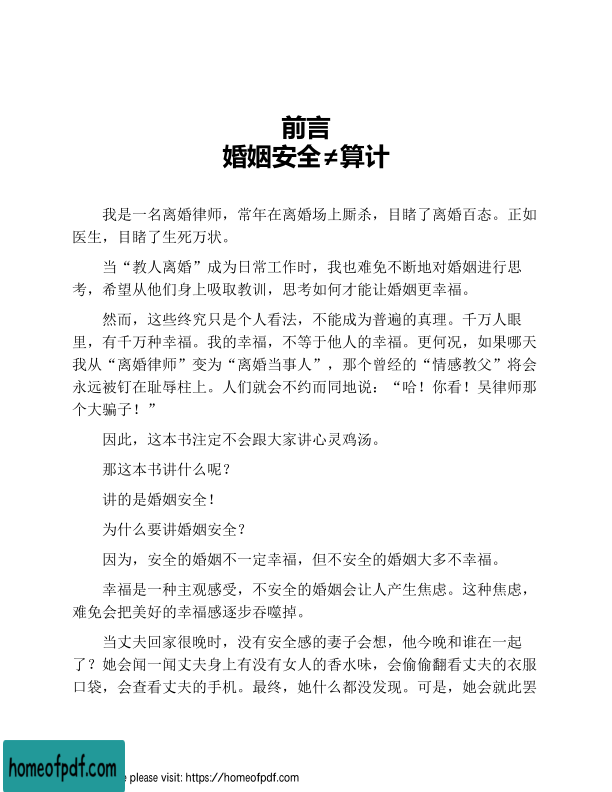 前言
婚姻安全≠算计
我是一名离婚律师，常年在离婚场上厮杀，目睹了离婚百态。正如
医生，目睹了生死万状。
当“教人离婚”成为日常工作时，我也难免不断地对婚姻进行思
考，希望从他们身上吸取教训，思考如何才能让婚姻更幸福。
然而，这些终究只是个人看法，不能成为普遍的真理。千万人眼
里，有千万种幸福。我的幸福，不等于他人的幸福。更何况，如果哪天
我从“离婚律师”变为“离婚当事人”，那个曾经的“情感教父”将会
永远被钉在耻辱柱上。人们就会不约而同地说：“哈！你看！吴律师那
个大骗子！”
因此，这本书注定不会跟大家讲心灵鸡汤。
那这本书讲什么呢？
讲的是婚姻安全！
为什么要讲婚姻安全？
因为，安全的婚姻不一定幸福，但不安全的婚姻大多不幸福。
幸福是一种主观感受，不安全的婚姻会让人产生焦虑。这种焦虑，
难免会把美好的幸福感逐步吞噬掉。
当丈夫回家很晚时，没有安全感的妻子会想，他今晚和谁在一起
了？她会闻一闻丈夫身上有没有女人的香水味，会偷偷翻看丈夫的衣服
口袋，会查看丈夫的手机。最终，她什么都没发现。可是，她会就此罢
homeofpdf.com
e please visit: https://homeofpdf.com